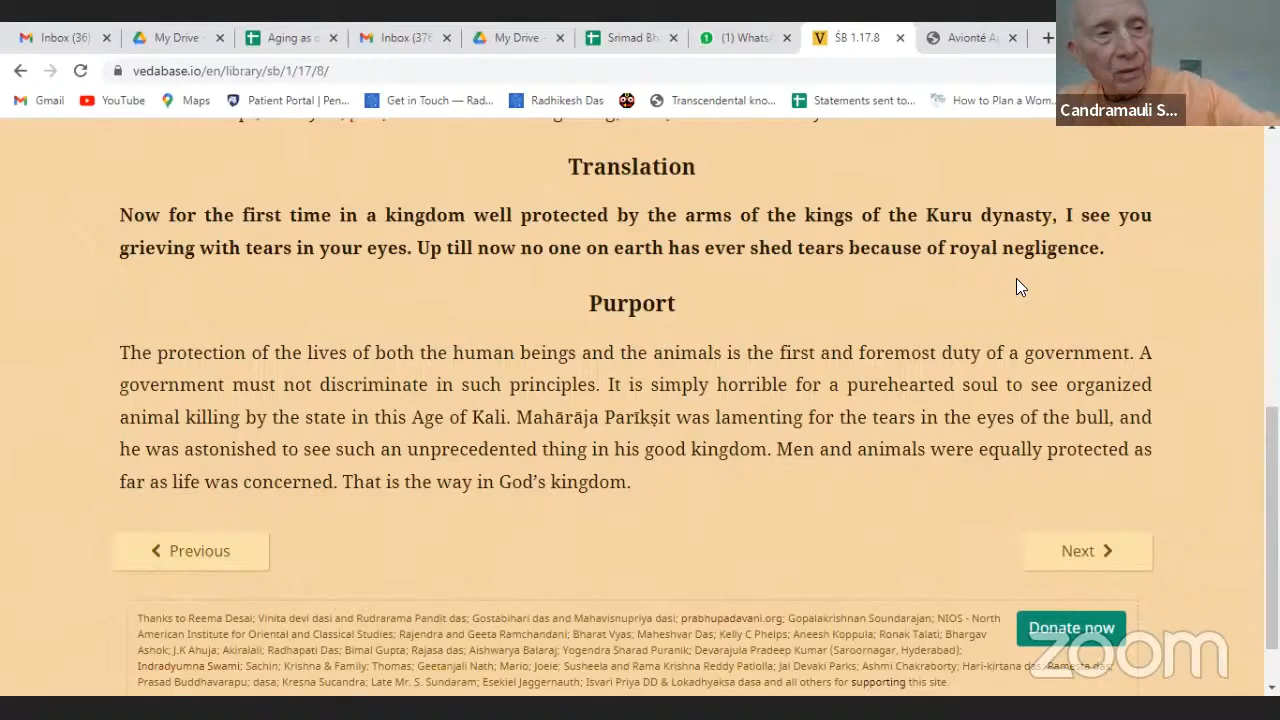 Inbox (36)
My Drive -
Aging as
Inbox (376
My Drive -
Srimad Bh
(1) Whats
ŚB 1.17.8
Avionté A
vedabase.io/en/library/sb/1/17/8/
Gmail
YouTube
Maps
Patient Portal | Pen...
Get in Touch — Rad...
Radhikesh Das
Transcendental kno...
Statements sent to...
How to Plan a Wom..
Candramauli S...
Translation
Now for the first time in a kingdom well protected by the arms of the kings of the Kuru dynasty, I see you
grieving with tears in your eyes. Up till now no one on earth has ever shed tears because of royal negligence.
Purport
The protection of the lives of both the human beings and the animals is the first and foremost duty of a government. A
government must not discriminate in such principles. It is simply horrible for a purehearted soul to see organized
animal killing by the state in this Age of Kali. Mahārāja Parīkṣit was lamenting for the tears in the eyes of the bull, and
he was astonished to see such an unprecedented thing in his good kingdom. Men and animals were equally protected as
far as life was concerned. That is the way in God’s kingdom.
Previous
Next
Thanks to Reema Desai; Vinita devi dasi and Rudrarama Pandit das; Gostabihari das and Mahavisnupriya dasi; prabhupadavani.org; Gopalakrishnan Soundarajan; NIOS - North
American Institute for Oriental and Classical Studies; Rajendra and Geeta Ramchandani; Bharat Vyas; Maheshver Das; Kelly C Phelps; Aneesh Koppula; Ronak Talati; Bhargav
Ashok; J.K Ahuja; Akiralali; Radhapati Das; Bimal Gupta; Rajasa Das; Aishwarya Balaraj; Yogendra Sharad Puranik; Devarajula Pradeep Kumar (Saroornagar, Hyderabad);
Indradyumna Swami; Sachin; Krishna & Family; Thomas; Geetanjali Nath; Mario; Joeie; Susheela and Rama Krishna Reddy Patlolla; Jai Devaki Parks; Ashmi Chakraborty; Hari-kirtana das; Ramesta das;
Prasad Buddhavarapu; dasa; Kresna Sucandra; Late Mr. S. Sundaram; Esekiel Jaggernauth; Isvari Priya DD & Lokadhyaksa dasa and all others for supporting this site.
Donate now
zoom